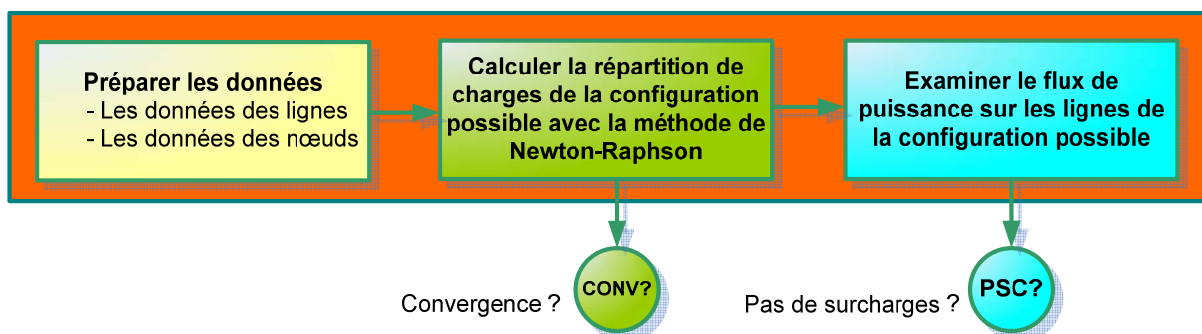 Préparer les données
- Les données des lignes
- Les données des nœuds
Calculer la répartition de
charges de la configuration
possible avec la méthode de
Newton-Raphson
Examiner le flux de
puissance sur les lignes de
la configuration possible
Convergence ?
CONV?
Pas de surcharges ?
PSC?